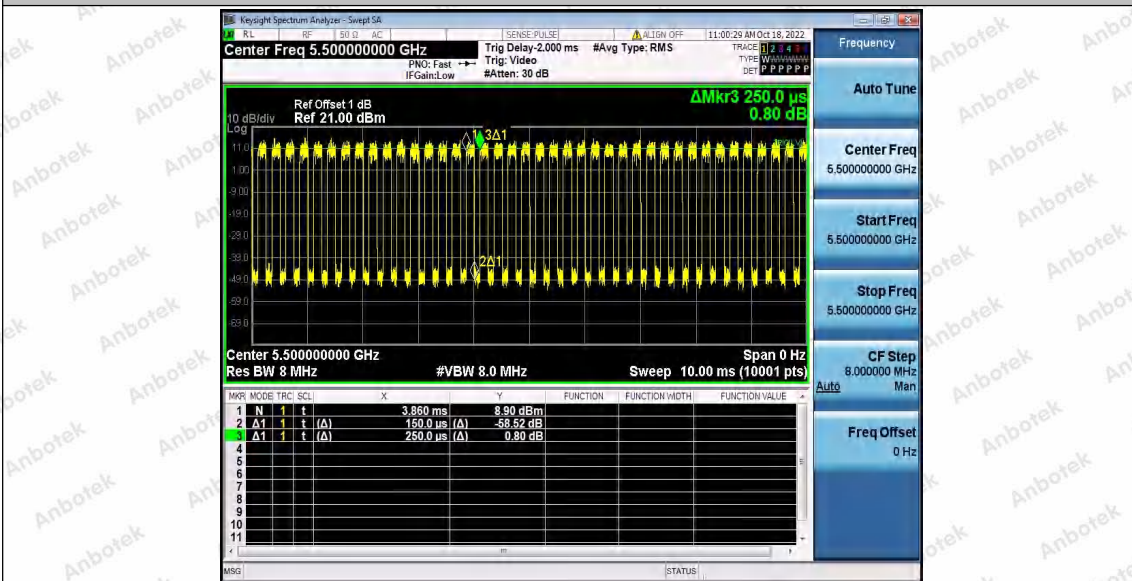 Keysight Spectrum Analyzer - Swept SA
RL RF 50 Ω AC SENSE:PULSE ALIGN OFF 11:00:29 AM Oct 18, 2022
Center Freq 5.500000000 GHz
PNO: Fast
IFGain:Low
Trig Delay-2.000 ms
Trig: Video
#Atten: 30 dB
#Avg Type: RMS
TRACE 1 2 3 4
TYPE W
DET P P P P P P
ΔMkr3 250.0 µs
0.80 dB
Ref Offset 1 dB
10 dB/div Ref 21.00 dBm
Log
11.0
1.00
-9.00
-19.0
-29.0
-39.0
-49.0
-59.0
-69.0
1
3Δ1
2Δ1
Center 5.500000000 GHz Span 0 Hz
Res BW 8 MHz #VBW 8.0 MHz Sweep 10.00 ms (10001 pts)
MKR MODE TRC SCL X Y FUNCTION FUNCTION WIDTH FUNCTION VALUE
1 N 1 t 3.860 ms 8.90 dBm
2 Δ1 1 t (Δ) 150.0 µs (Δ) -58.52 dB
3 Δ1 1 t (Δ) 250.0 µs (Δ) 0.80 dB
4
5
6
7
8
9
10
11
MSG STATUS
Frequency
Auto Tune
Center Freq
5.500000000 GHz
Start Freq
5.500000000 GHz
Stop Freq
5.500000000 GHz
CF Step
8.000000 MHz
Auto Man
Freq Offset
0 Hz
Anbotek